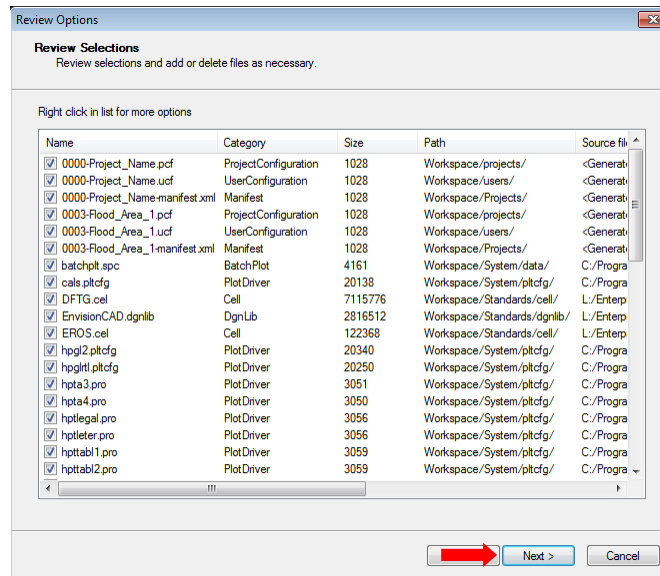 Review Options
Review Selections
Review selections and add or delete files as necessary.
Right click in list for more options
Name Category Size Path Source file
0000-Project_Name.pcf ProjectConfiguration 1028 Workspace/projects/ <Generat
0000-Project_Name.ucf UserConfiguration 1028 Workspace/users/ <Generat
0000-Project_Name-manifest.xml Manifest 1028 Workspace/Projects/ <Generat
0003-Flood_Area_1.pcf ProjectConfiguration 1028 Workspace/projects/ <Generat
0003-Flood_Area_1.ucf UserConfiguration 1028 Workspace/users/ <Generat
0003-Flood_Area_1-manifest.xml Manifest 1028 Workspace/Projects/ <Generat
batchplt.spc BatchPlot 4161 Workspace/System/data/ C:/Progra
cals.pltcfg PlotDriver 20138 Workspace/System/pltcfg/ C:/Progra
DFTG.cel Cell 7115776 Workspace/Standards/cell/ L:/Enterp
EnvisionCAD.dgnlib DgnLib 2816512 Workspace/Standards/dgnlib/ L:/Enterp
EROS.cel Cell 122368 Workspace/Standards/cell/ L:/Enterp
hpgl2.pltcfg PlotDriver 20340 Workspace/System/pltcfg/ C:/Progra
hpglrtl.pltcfg PlotDriver 20250 Workspace/System/pltcfg/ C:/Progra
hpta3.pro PlotDriver 3051 Workspace/System/pltcfg/ C:/Progra
hpta4.pro PlotDriver 3050 Workspace/System/pltcfg/ C:/Progra
hptlegal.pro PlotDriver 3056 Workspace/System/pltcfg/ C:/Progra
hptleter.pro PlotDriver 3056 Workspace/System/pltcfg/ C:/Progra
hpttabl1.pro PlotDriver 3059 Workspace/System/pltcfg/ C:/Progra
hpttabl2.pro PlotDriver 3059 Workspace/System/pltcfg/ C:/Progra
Next > Cancel